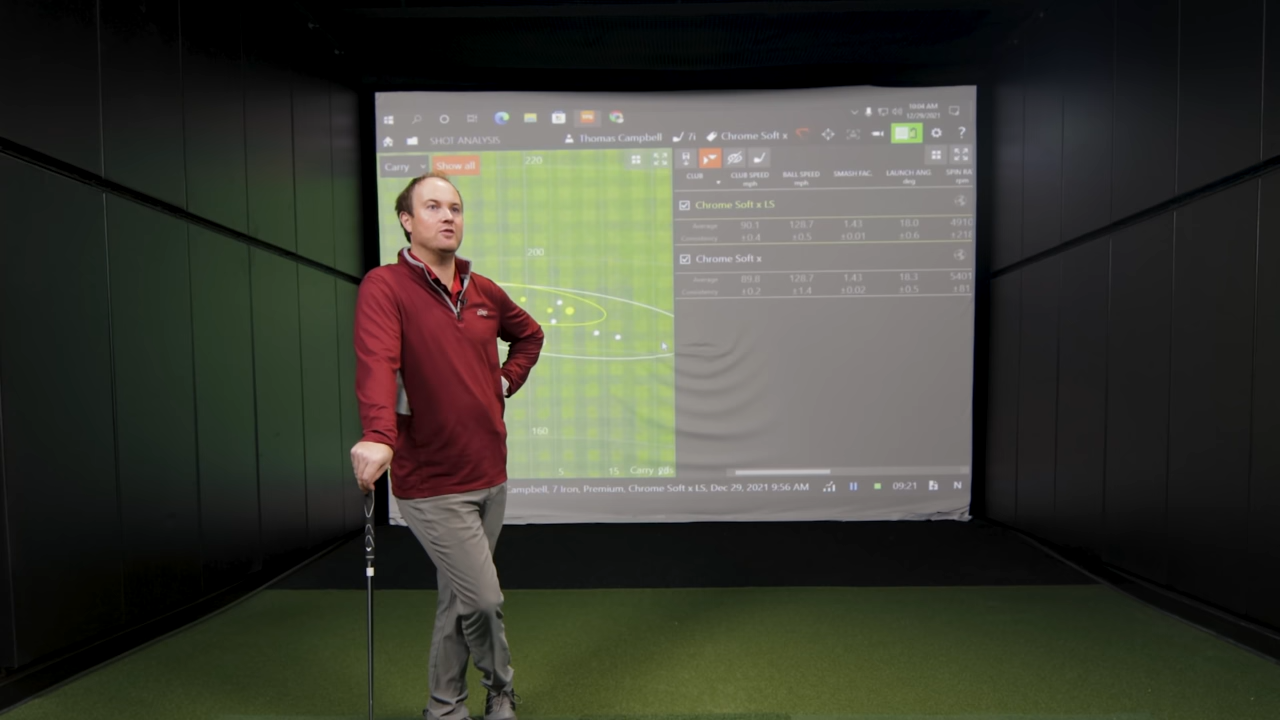 10:04 AM
12/29/2021
SHOT ANALYSIS
Thomas Campbell
7i
Chrome Soft x
?
Carry
Show all
220
200
160
5
15
Carry yds
CLUB
CLUB SPEED
mph
BALL SPEED
mph
SMASH FAC.
LAUNCH ANG
deg
SPIN RA
rpm
Chrome Soft x LS
Average 90.1 128.7 1.43 18.0 4910
Consistency ±0.4 ±0.5 ±0.01 ±0.6 ±218
Chrome Soft x
Average 89.8 128.7 1.43 18.3 5401
Consistency ±0.2 ±1.4 ±0.02 ±0.5 ±81
Campbell, 7 Iron, Premium, Chrome Soft x LS, Dec 29, 2021 9:56 AM
09:21
N